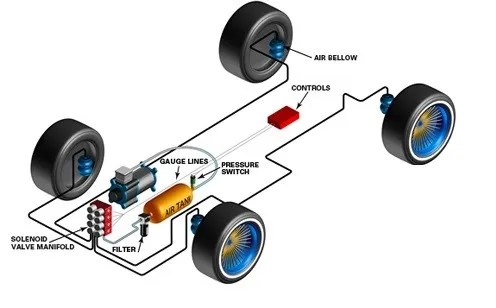 AIR BELLOW
CONTROLS
GAUGE LINES
PRESSURE
SWITCH
AIR TANK
SOLENOID
VALVE MANIFOLD
FILTER